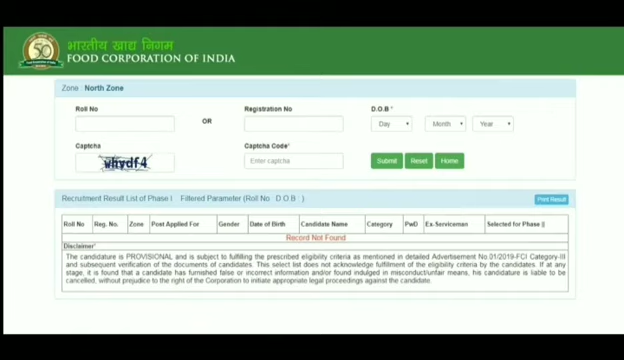 भारतीय खाद्य निगम
FOOD CORPORATION OF INDIA
Zone North Zone
Roll No
OR
Registration No
D.O.B *
Day Month Year
Captcha
Captcha Code*
whydf4
Enter captcha
Submit Reset Home
Recruitment Result List of Phase I Filtered Parameter (Roll No D.O.B : )
Print Result
Roll No Reg. No. Zone Post Applied For Gender Date of Birth Candidate Name Category PwD Ex.Serviceman Selected for Phase II
Record Not Found
Disclaimer*
The candidature is PROVISIONAL and is subject to fulfilling the prescribed eligibility criteria as mentioned in detailed Advertisement No.01/2019-FCI Category-III
and subsequent verification of the documents of candidates. This select list does not acknowledge fulfillment of the eligibility criteria by the candidates. If at any
stage, it is found that a candidate has furnished false or incorrect information and/or found indulged in misconduct/unfair means, his candidature is liable to be
cancelled, without prejudice to the right of the Corporation to initiate appropriate legal proceedings against the candidate.